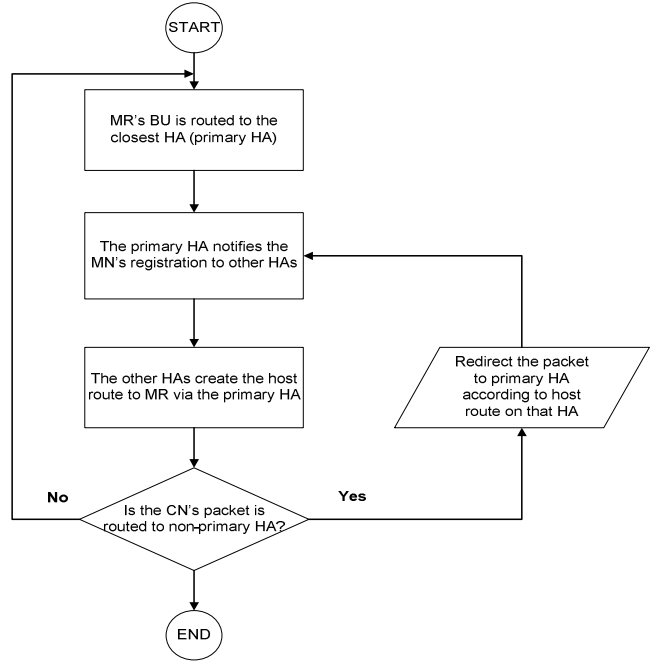 START
MR's BU is routed to the
closest HA (primary HA)
The primary HA notifies the
MN's registration to other HAs
The other HAs create the host
route to MR via the primary HA
Redirect the packet
to primary HA
according to host
route on that HA
No
Yes
Is the CN's packet is
routed to non-primary HA?
END